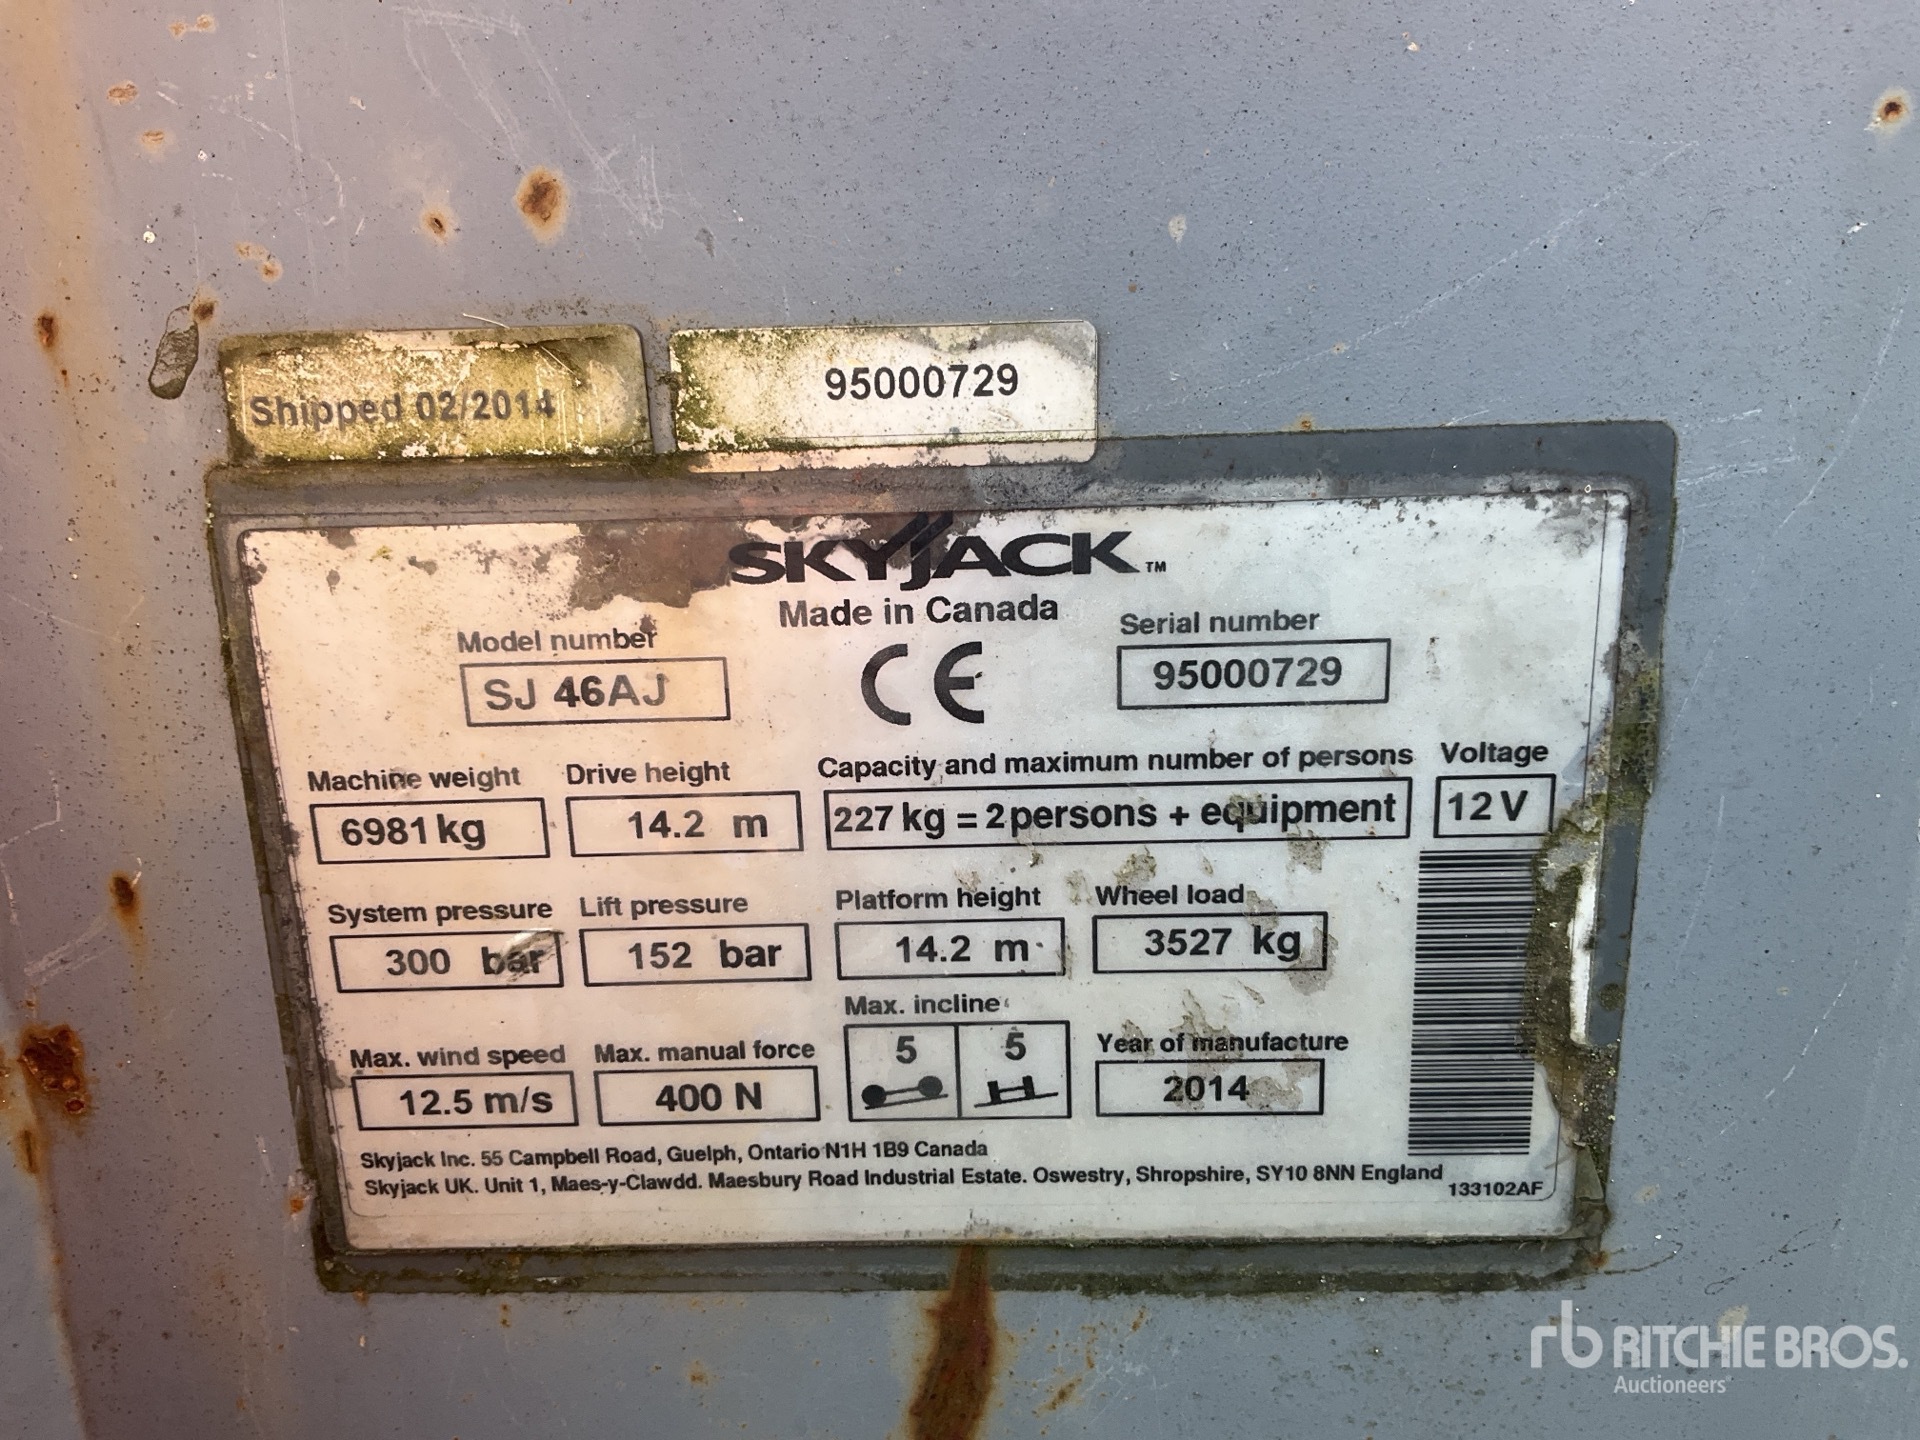 Shipped 02/2014
95000729
SKYJACK™
Made in Canada
Model number
SJ 46AJ
CE
Serial number
95000729
Machine weight
6981 kg
Drive height
14.2 m
Capacity and maximum number of persons
227 kg = 2 persons + equipment
Voltage
12 V
System pressure
300 bar
Lift pressure
152 bar
Platform height
14.2 m
Wheel load
3527 kg
Max. wind speed
12.5 m/s
Max. manual force
400 N
Max. incline
5 5
Year of manufacture
2014
Skyjack Inc. 55 Campbell Road, Guelph, Ontario N1H 1B9 Canada
Skyjack UK. Unit 1, Maes-y-Clawdd. Maesbury Road Industrial Estate. Oswestry, Shropshire, SY10 8NN England
133102AF
rb RITCHIE BROS.
Auctioneers